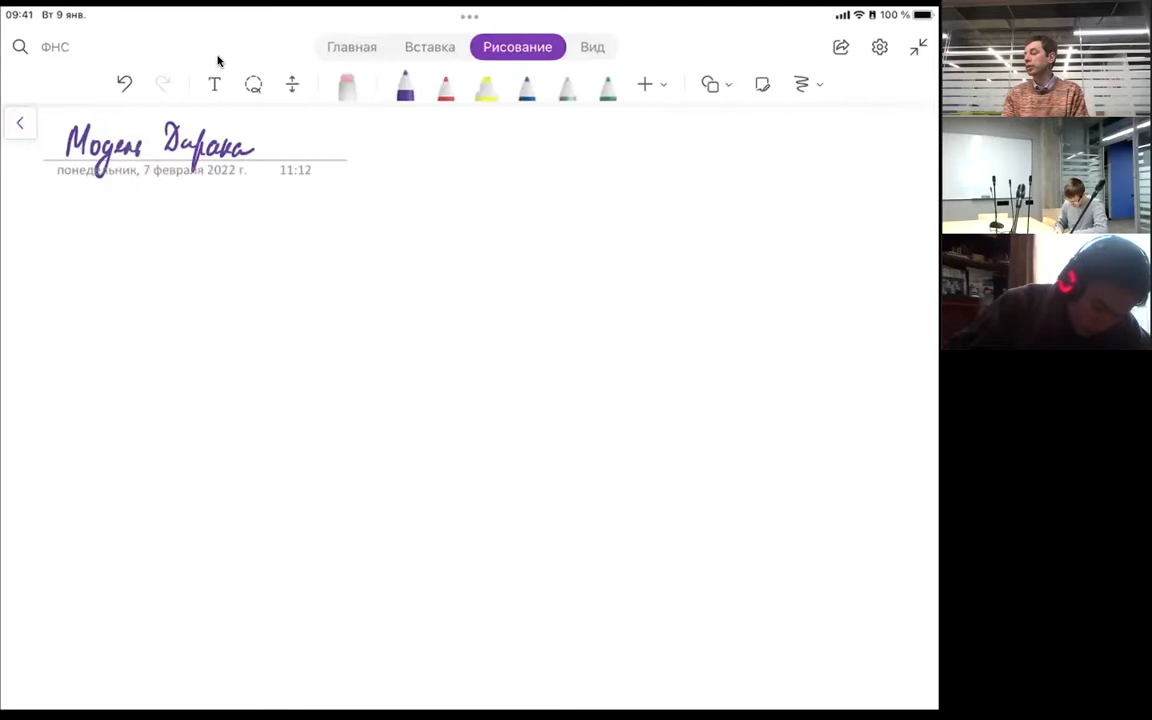 09:41 Вт 9 янв. 100 %
ФНС Главная Вставка Рисование Вид
T
Модель Дирака
понедельник, 7 февраля 2022 г. 11:12